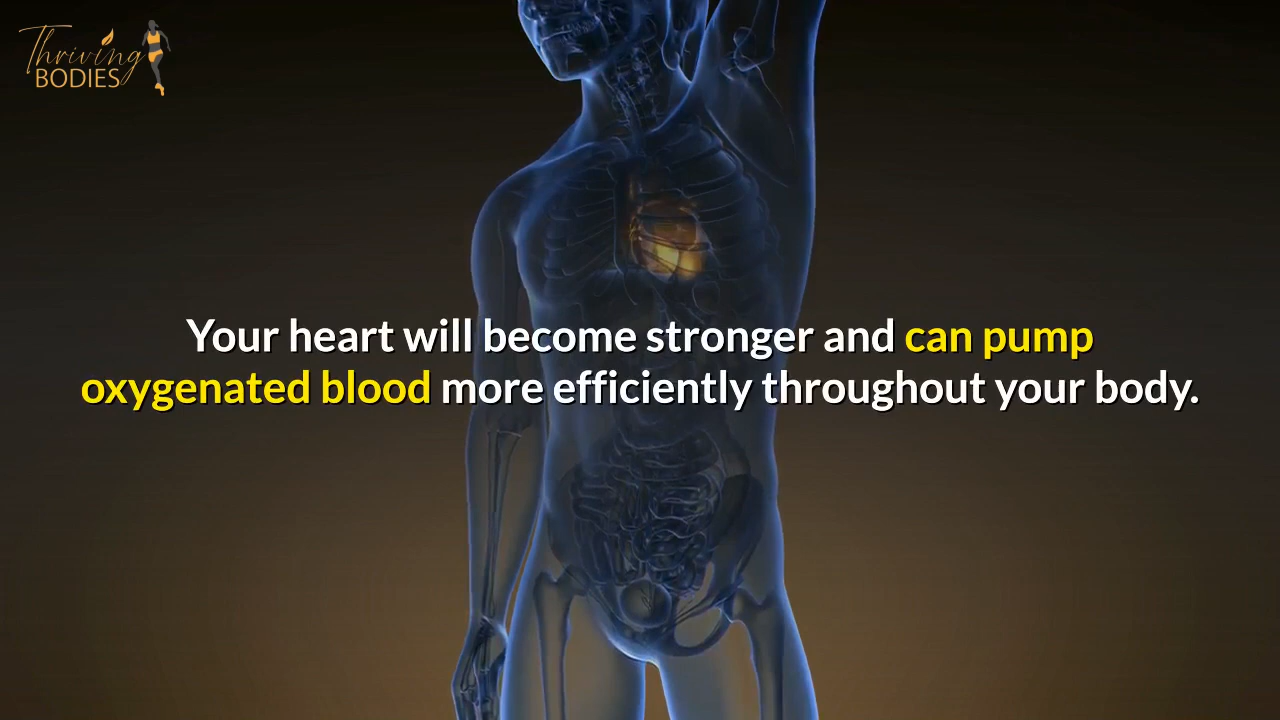 Thriving
BODIES
Your heart will become stronger and can pump
oxygenated blood more efficiently throughout your body.